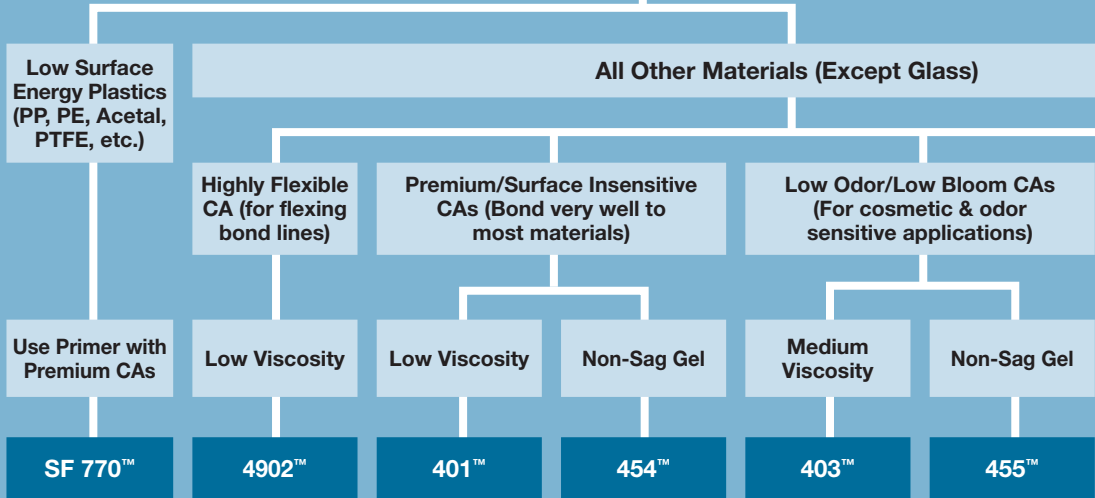 Low Surface
Energy Plastics
(PP, PE, Acetal,
PTFE, etc.)
All Other Materials (Except Glass)
Highly Flexible
CA (for flexing
bond lines)
Premium/Surface Insensitive
CAs (Bond very well to
most materials)
Low Odor/Low Bloom CAs
(For cosmetic & odor
sensitive applications)
Use Primer with
Premium CAs
Low Viscosity
Low Viscosity
Non-Sag Gel
Medium
Viscosity
Non-Sag Gel
SF 770™
4902™
401™
454™
403™
455™